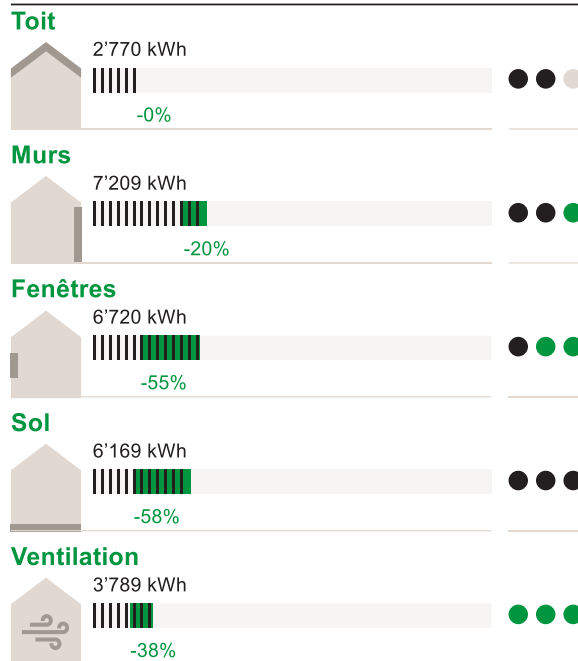 Toit
2’770 kWh
-0%
Murs
7’209 kWh
-20%
Fenêtres
6’720 kWh
-55%
Sol
6’169 kWh
-58%
Ventilation
3’789 kWh
-38%